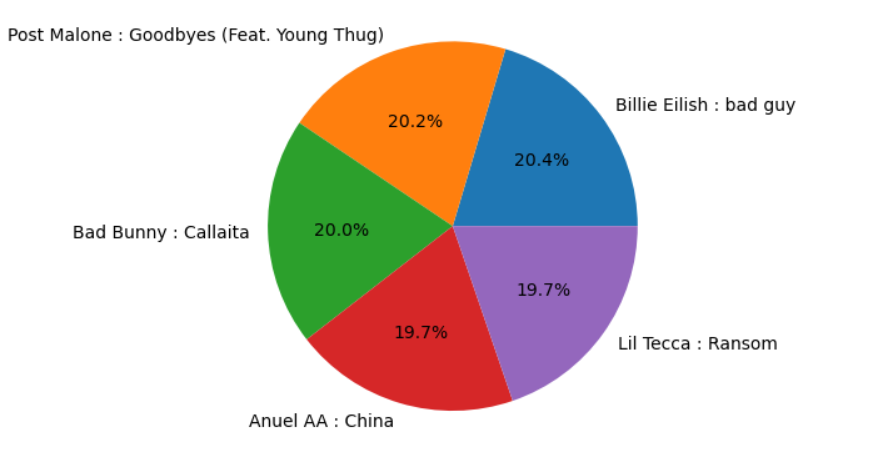 Post Malone : Goodbyes (Feat. Young Thug)
Billie Eilish : bad guy
20.2%
20.4%
Bad Bunny : Callaita
20.0%
19.7%
19.7%
Lil Tecca : Ransom
Anuel AA : China